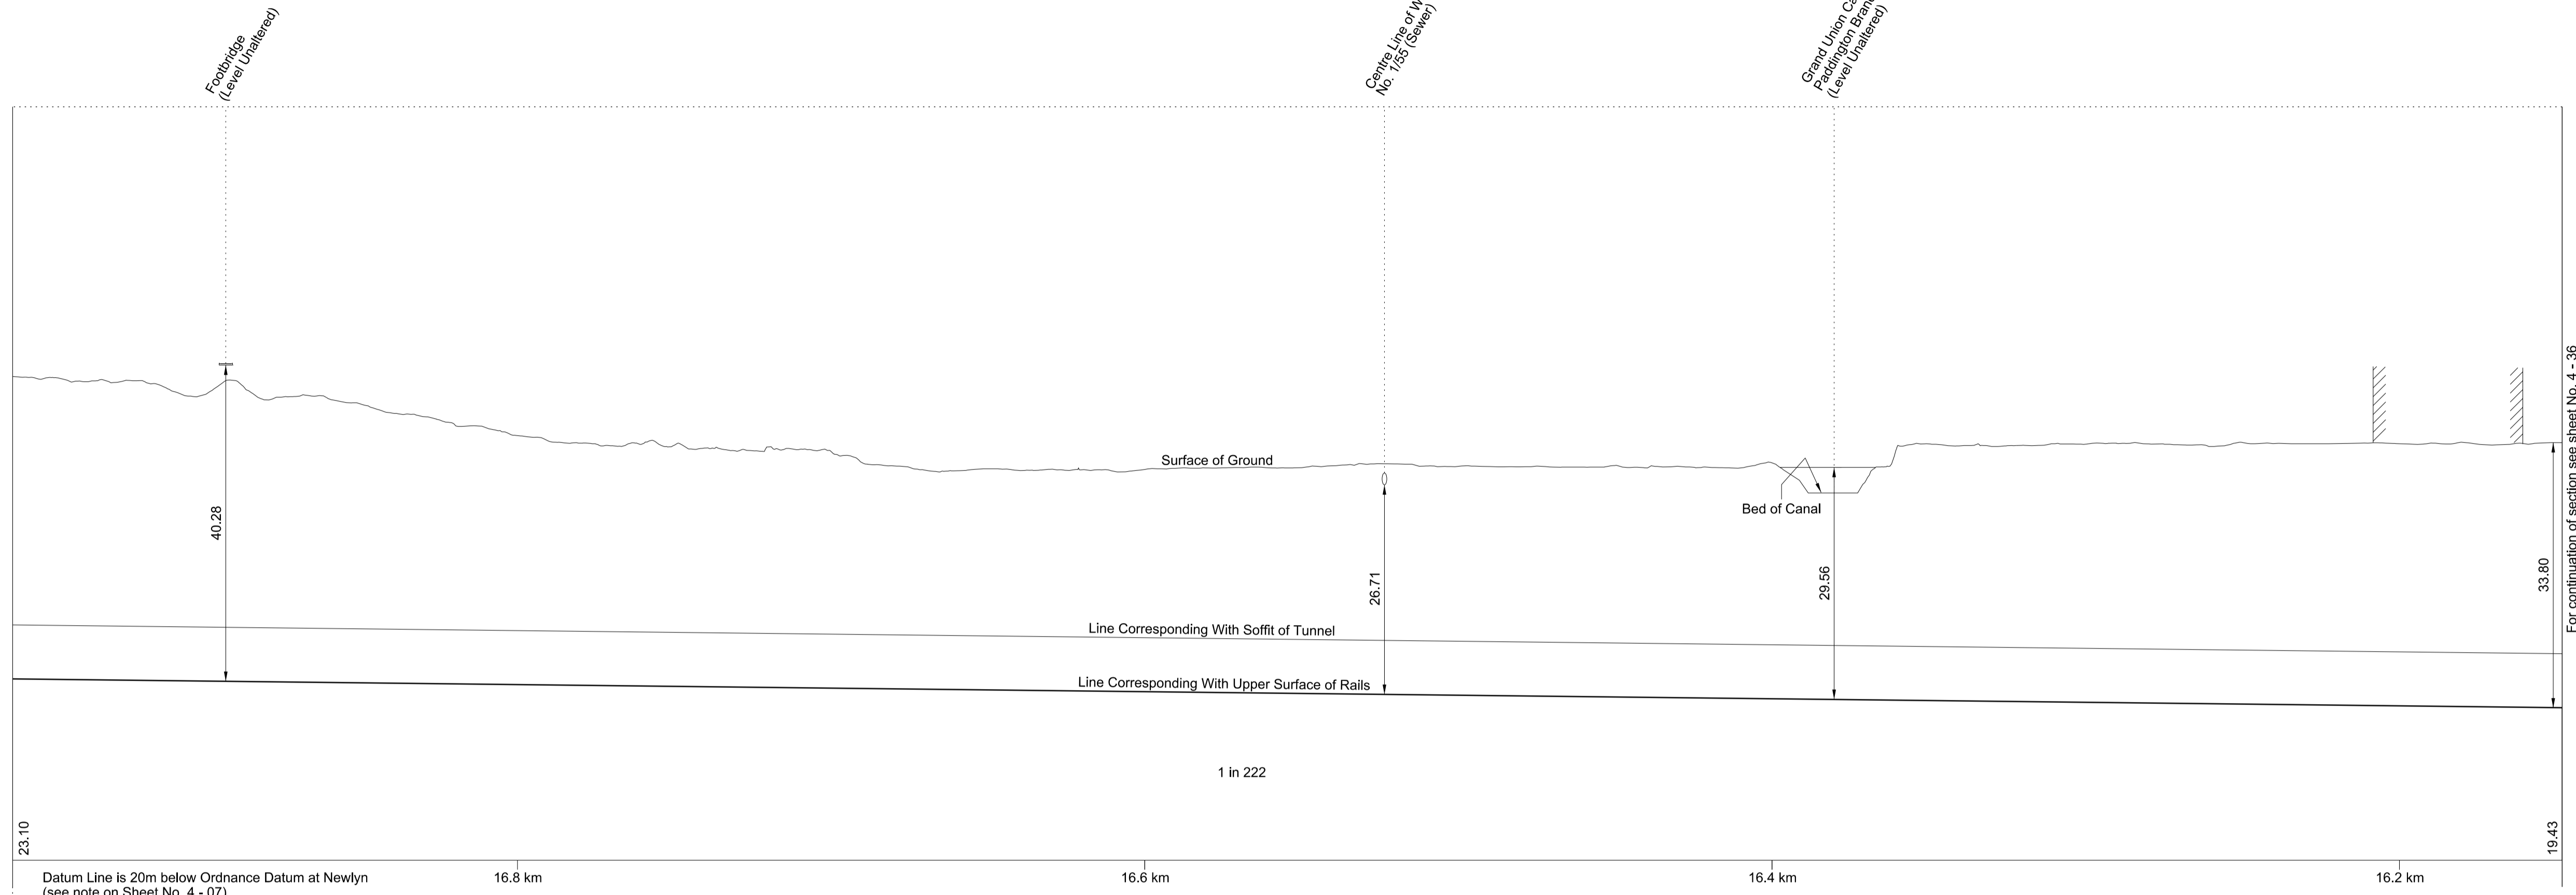 Footbridge
(Level Unaltered)
Centre Line of
No. 1/55 (Sewer)
Grand Union
Paddington
(Level Unaltered)
Surface of Ground
Bed of Canal
40.28
26.71
29.56
33.80
Line Corresponding With Soffit of Tunnel
Line Corresponding With Upper Surface of Rails
1 in 222
23.10
19.43
Datum Line is 20m below Ordnance Datum at Newlyn
(see note on Sheet No. 4 - 07)
16.8 km
16.6 km
16.4 km
16.2 km
For continuation of section see sheet No. 4 - 36